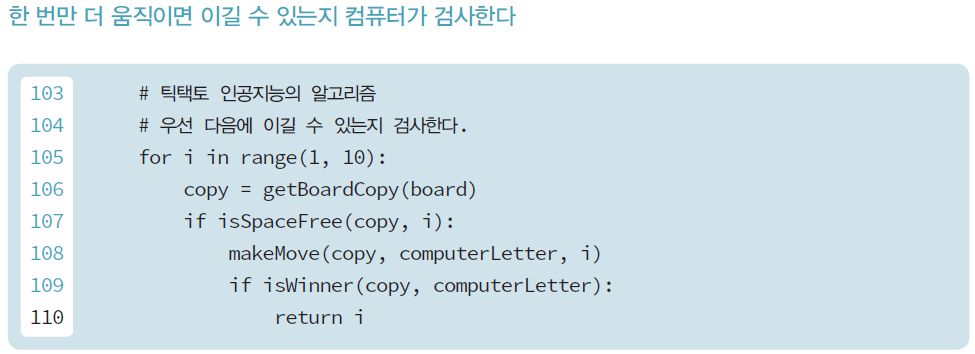 한 번만 더 움직이면 이길 수 있는지 컴퓨터가 검사한다
103 # 틱택토 인공지능의 알고리즘
104 # 우선 다음에 이길 수 있는지 검사한다.
105 for i in range(1, 10):
106 copy = getBoardCopy(board)
107 if isSpaceFree(copy, i):
108 makeMove(copy, computerLetter, i)
109 if isWinner(copy, computerLetter):
110 return i